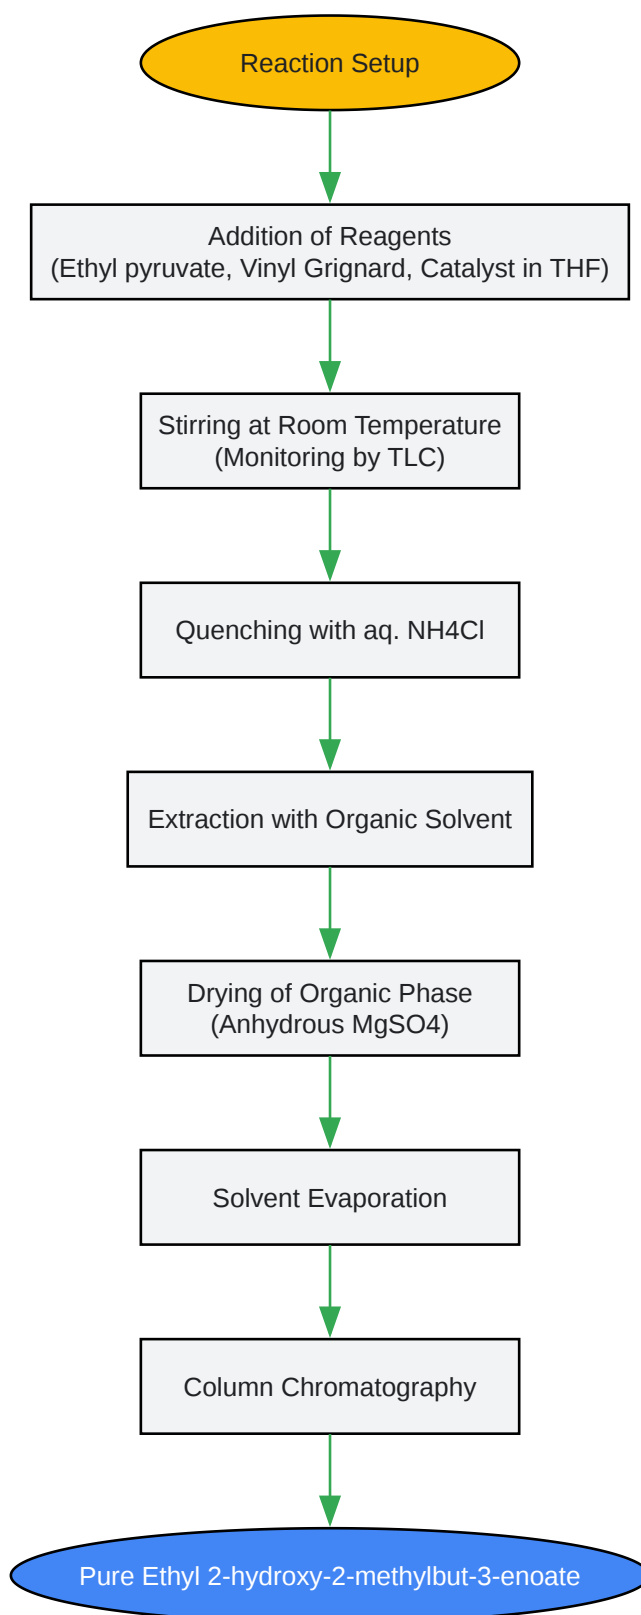 Reaction Setup
Addition of Reagents
(Ethyl pyruvate, Vinyl Grignard, Catalyst in THF)
Stirring at Room Temperature
(Monitoring by TLC)
Quenching with aq. NH4Cl
Extraction with Organic Solvent
Drying of Organic Phase
(Anhydrous MgSO4)
Solvent Evaporation
Column Chromatography
Pure Ethyl 2-hydroxy-2-methylbut-3-enoate